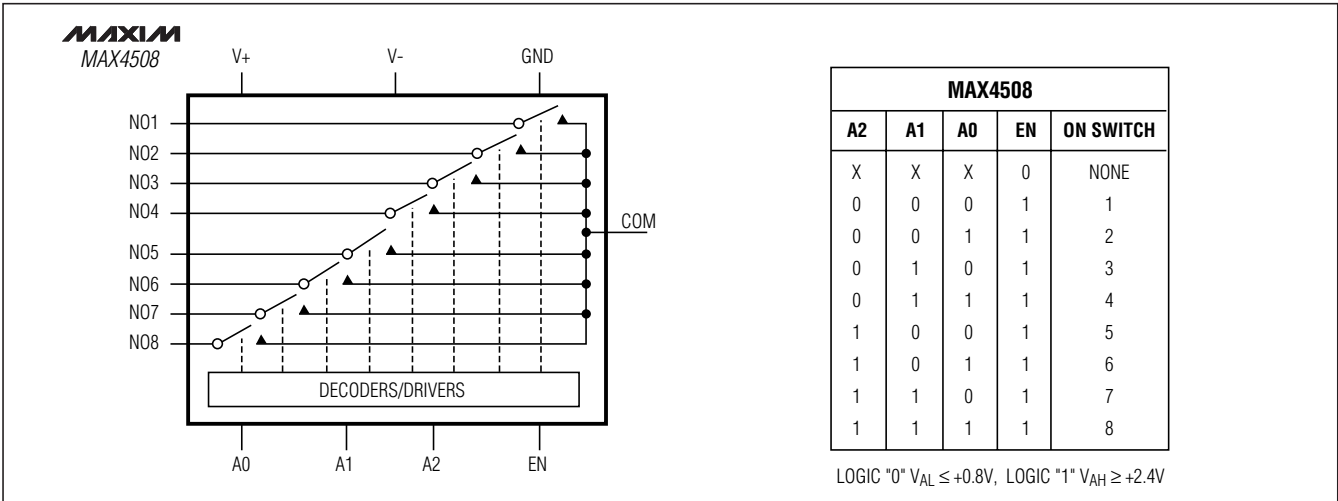 MAXIM
MAX4508
V+ V- GND
NO1
NO2
NO3
NO4
NO5
NO6
NO7
NO8
COM
DECODERS/DRIVERS
A0 A1 A2 EN
MAX4508
A2 A1 A0 EN ON SWITCH
X X X 0 NONE
0 0 0 1 1
0 0 1 1 2
0 1 0 1 3
0 1 1 1 4
1 0 0 1 5
1 0 1 1 6
1 1 0 1 7
1 1 1 1 8
LOGIC "0" VAL ≤ +0.8V, LOGIC "1" VAH ≥ +2.4V